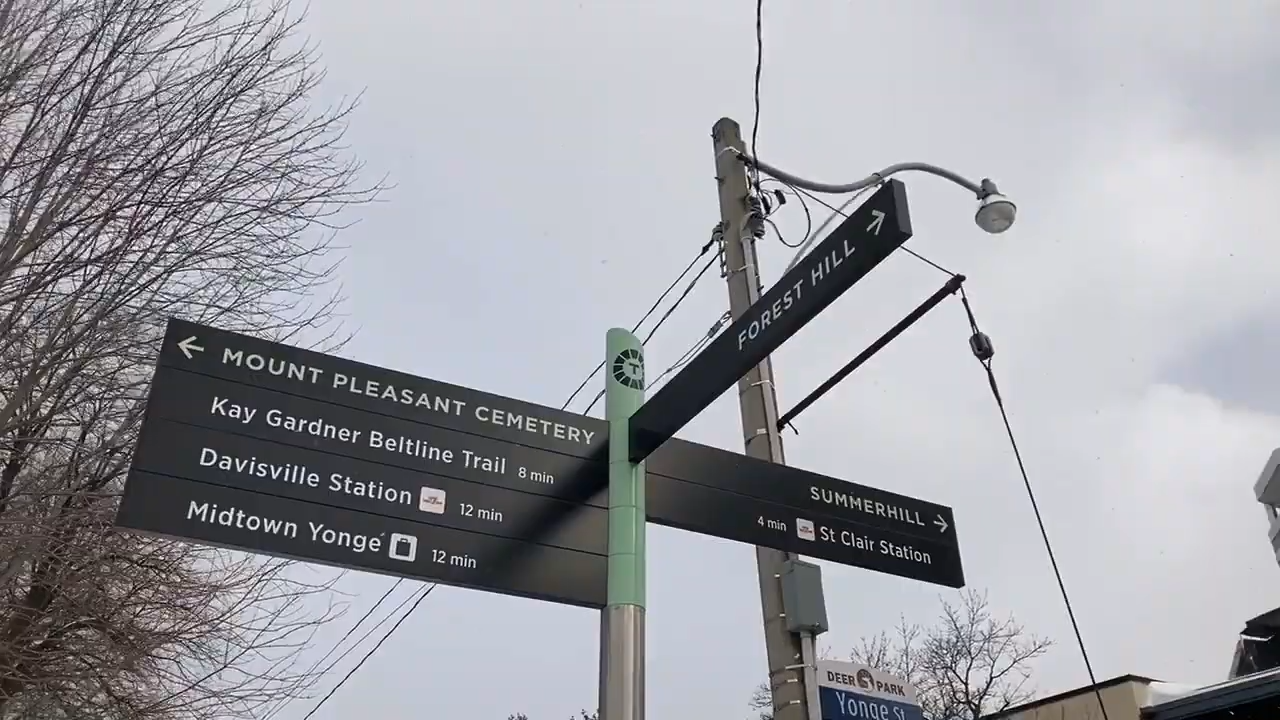 ← MOUNT PLEASANT CEMETERY
Kay Gardner Beltline Trail 8 min
Davisville Station 12 min
Midtown Yonge 12 min
T
FOREST HILL →
SUMMERHILL →
4 min St Clair Station
DEER PARK
Yonge St